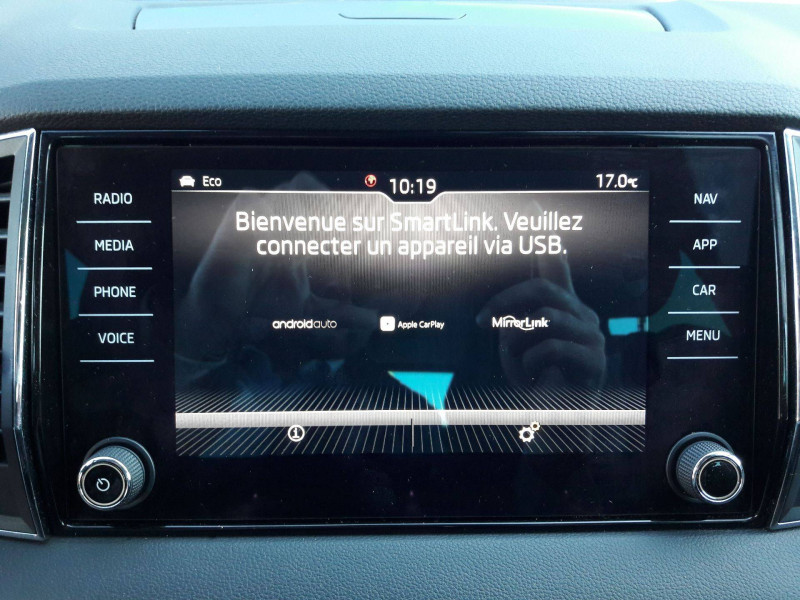 Eco 10:19 17.0°C
RADIO
MEDIA
PHONE
VOICE
Bienvenue sur SmartLink. Veuillez
connecter un appareil via USB.
androidauto Apple CarPlay MirrorLink
NAV
APP
CAR
MENU